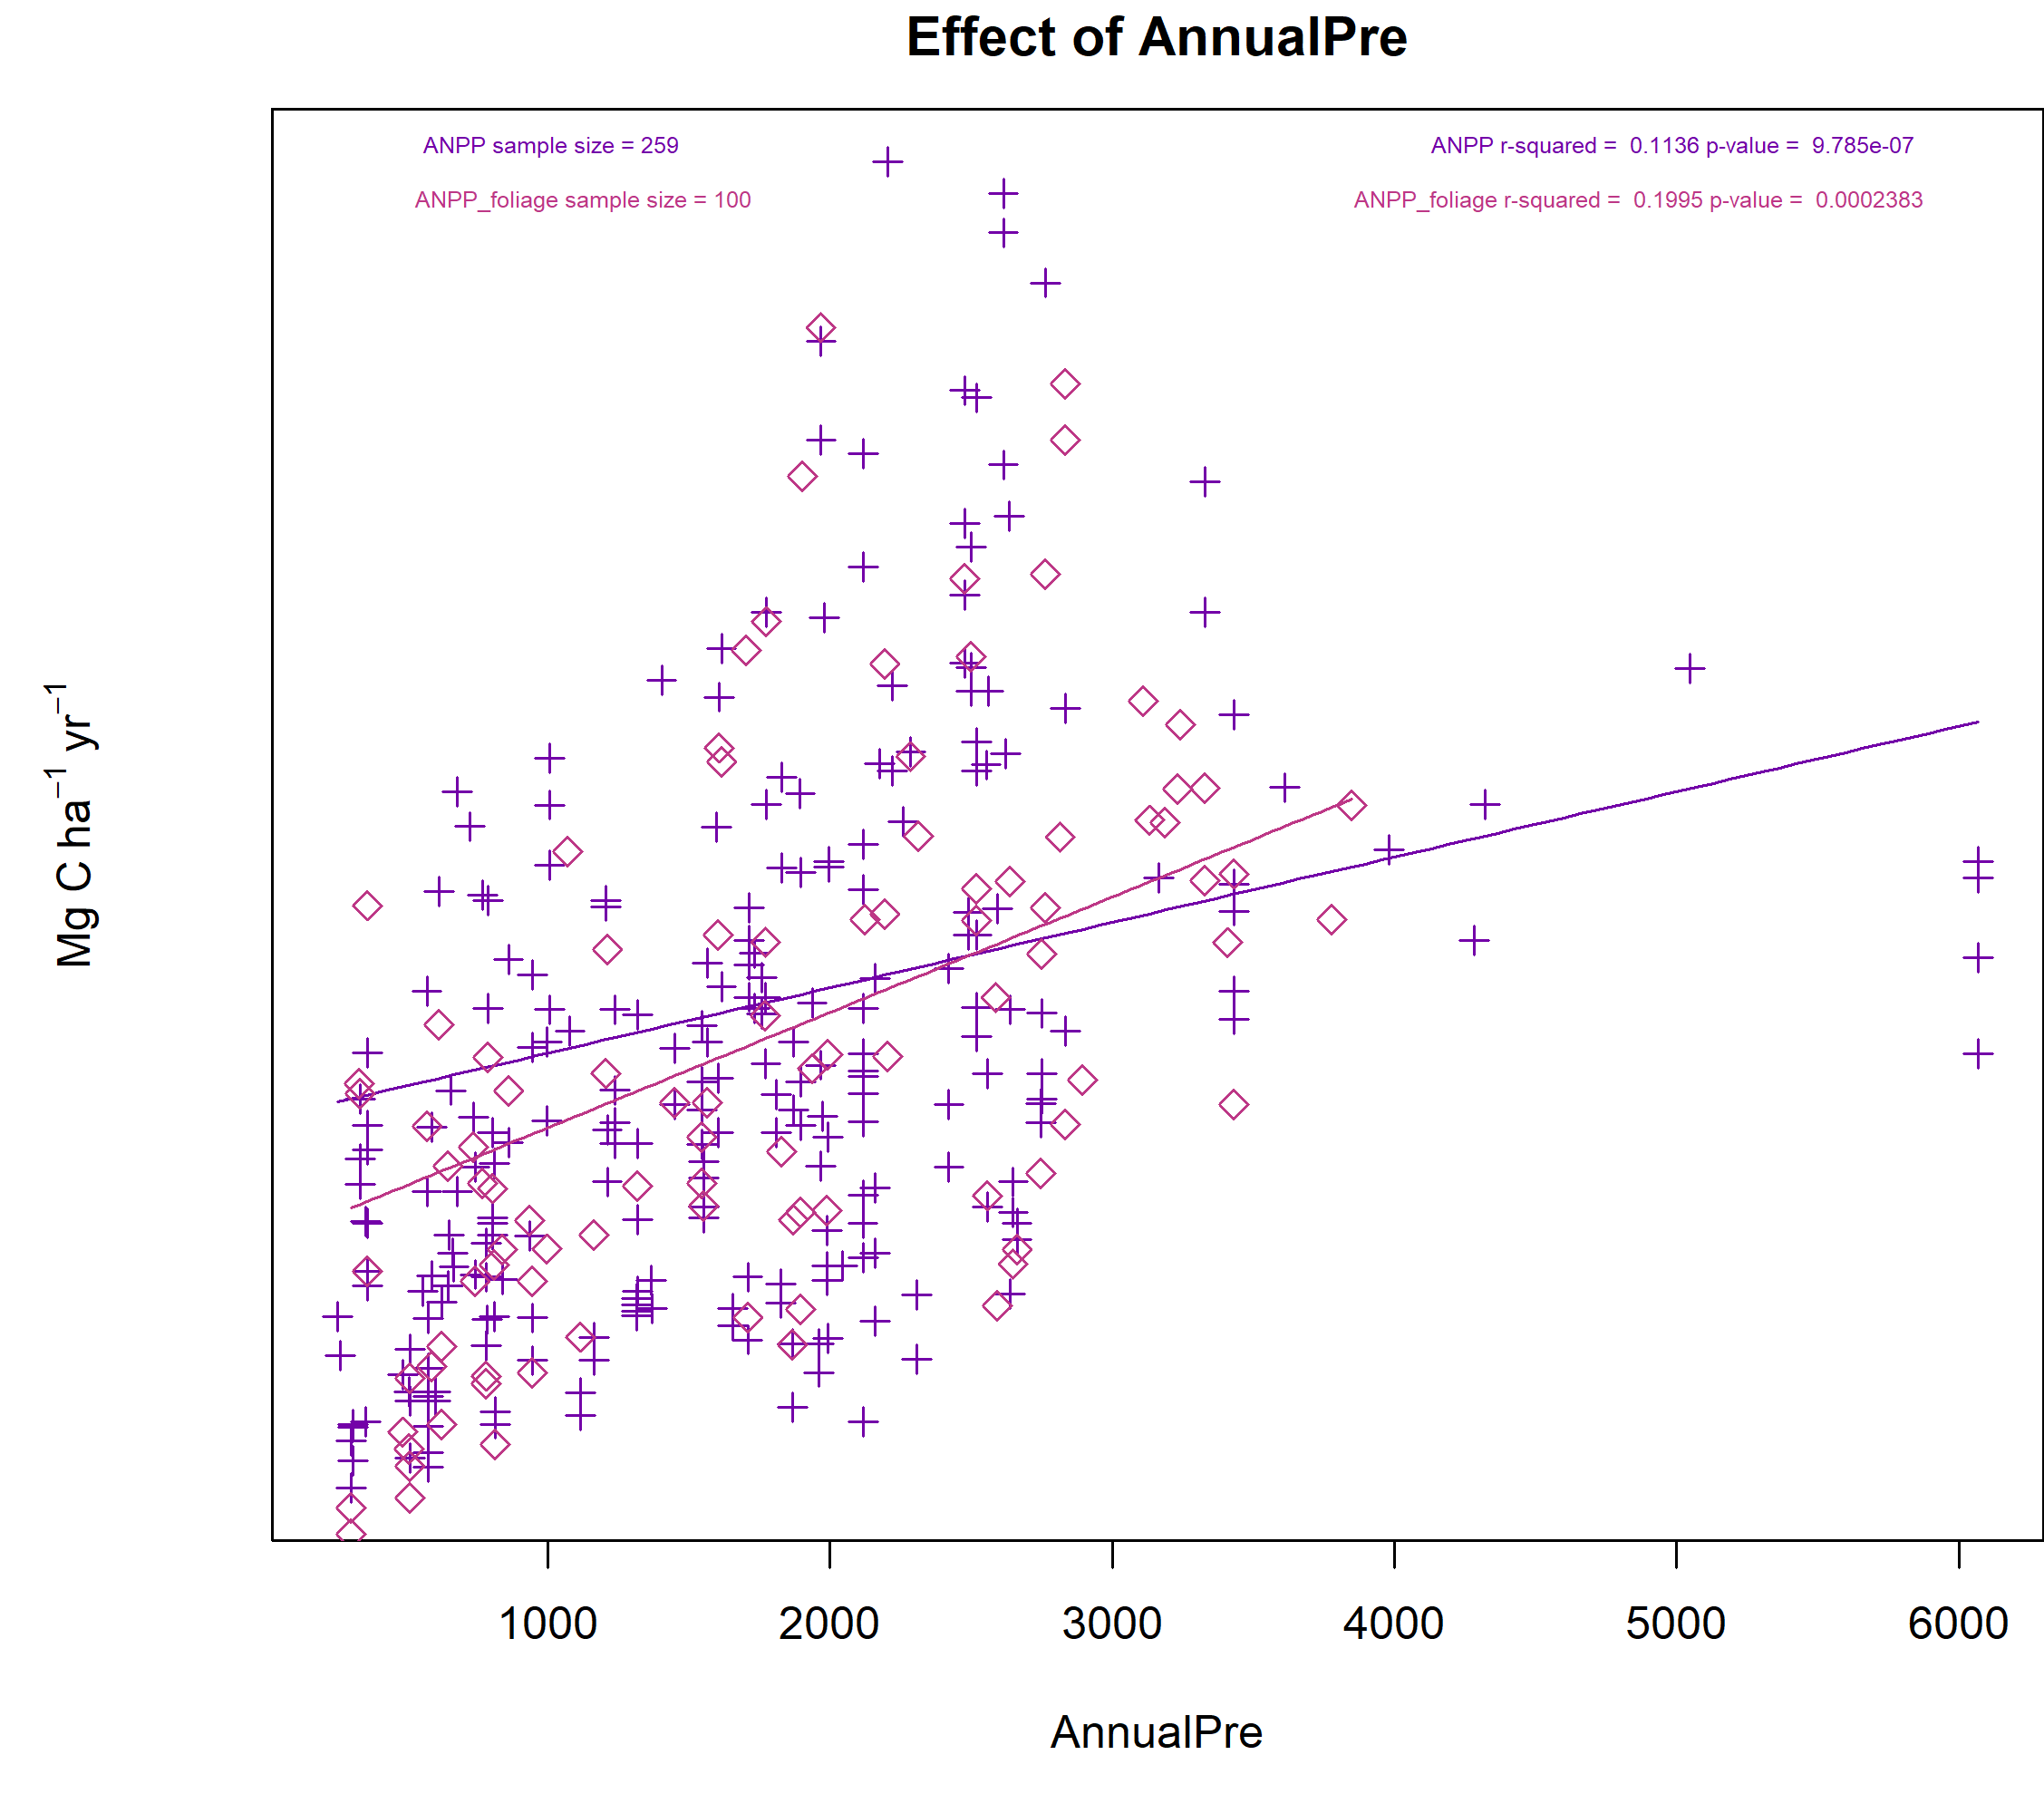 Effect of AnnualPre
ANPP sample size = 259
ANPP r-squared = 0.1136 p-value = 9.785e-07
ANPP_foliage sample size = 100
ANPP_foliage r-squared = 0.1995 p-value = 0.0002383
Mg C ha⁻¹ yr⁻¹
1000 2000 3000 4000 5000 6000
AnnualPre